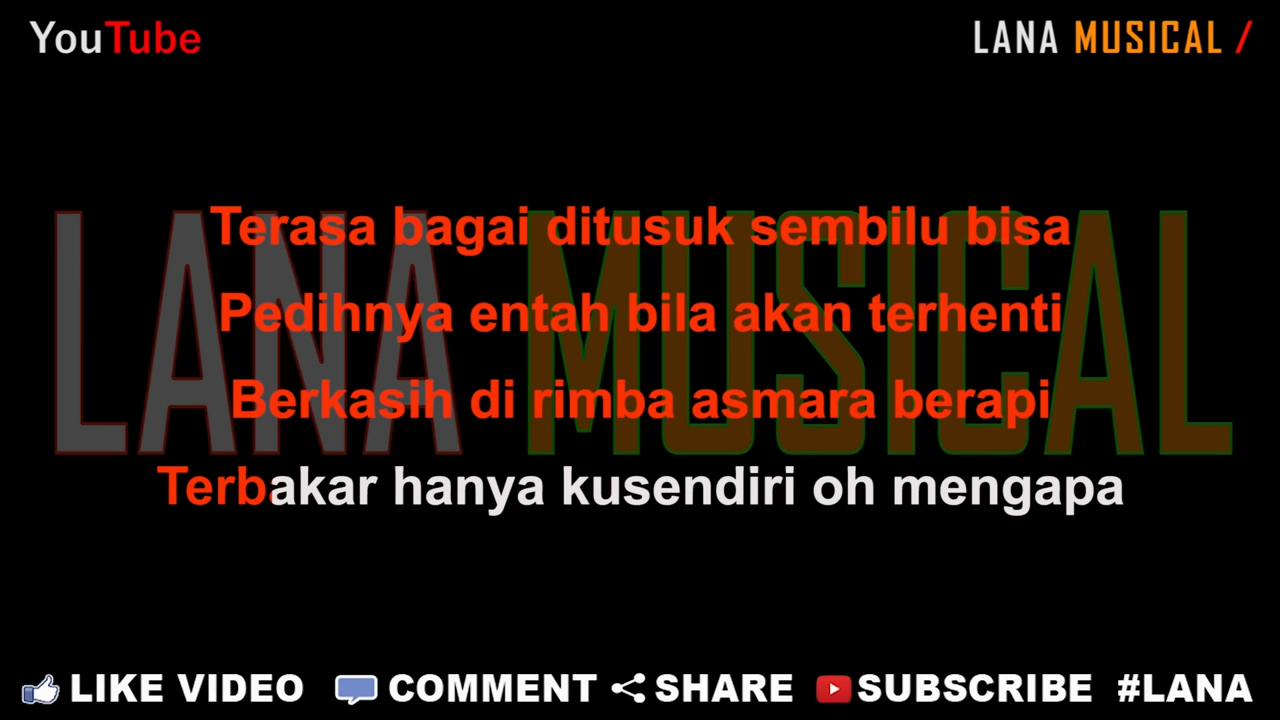 YouTube
LANA MUSICAL /
LANA MUSICAL
Terasa bagai ditusuk sembilu bisa
Pedihnya entah bila akan terhenti
Berkasih di rimba asmara berapi
Terbakar hanya kusendiri oh mengapa
LIKE VIDEO COMMENT SHARE SUBSCRIBE #LANA